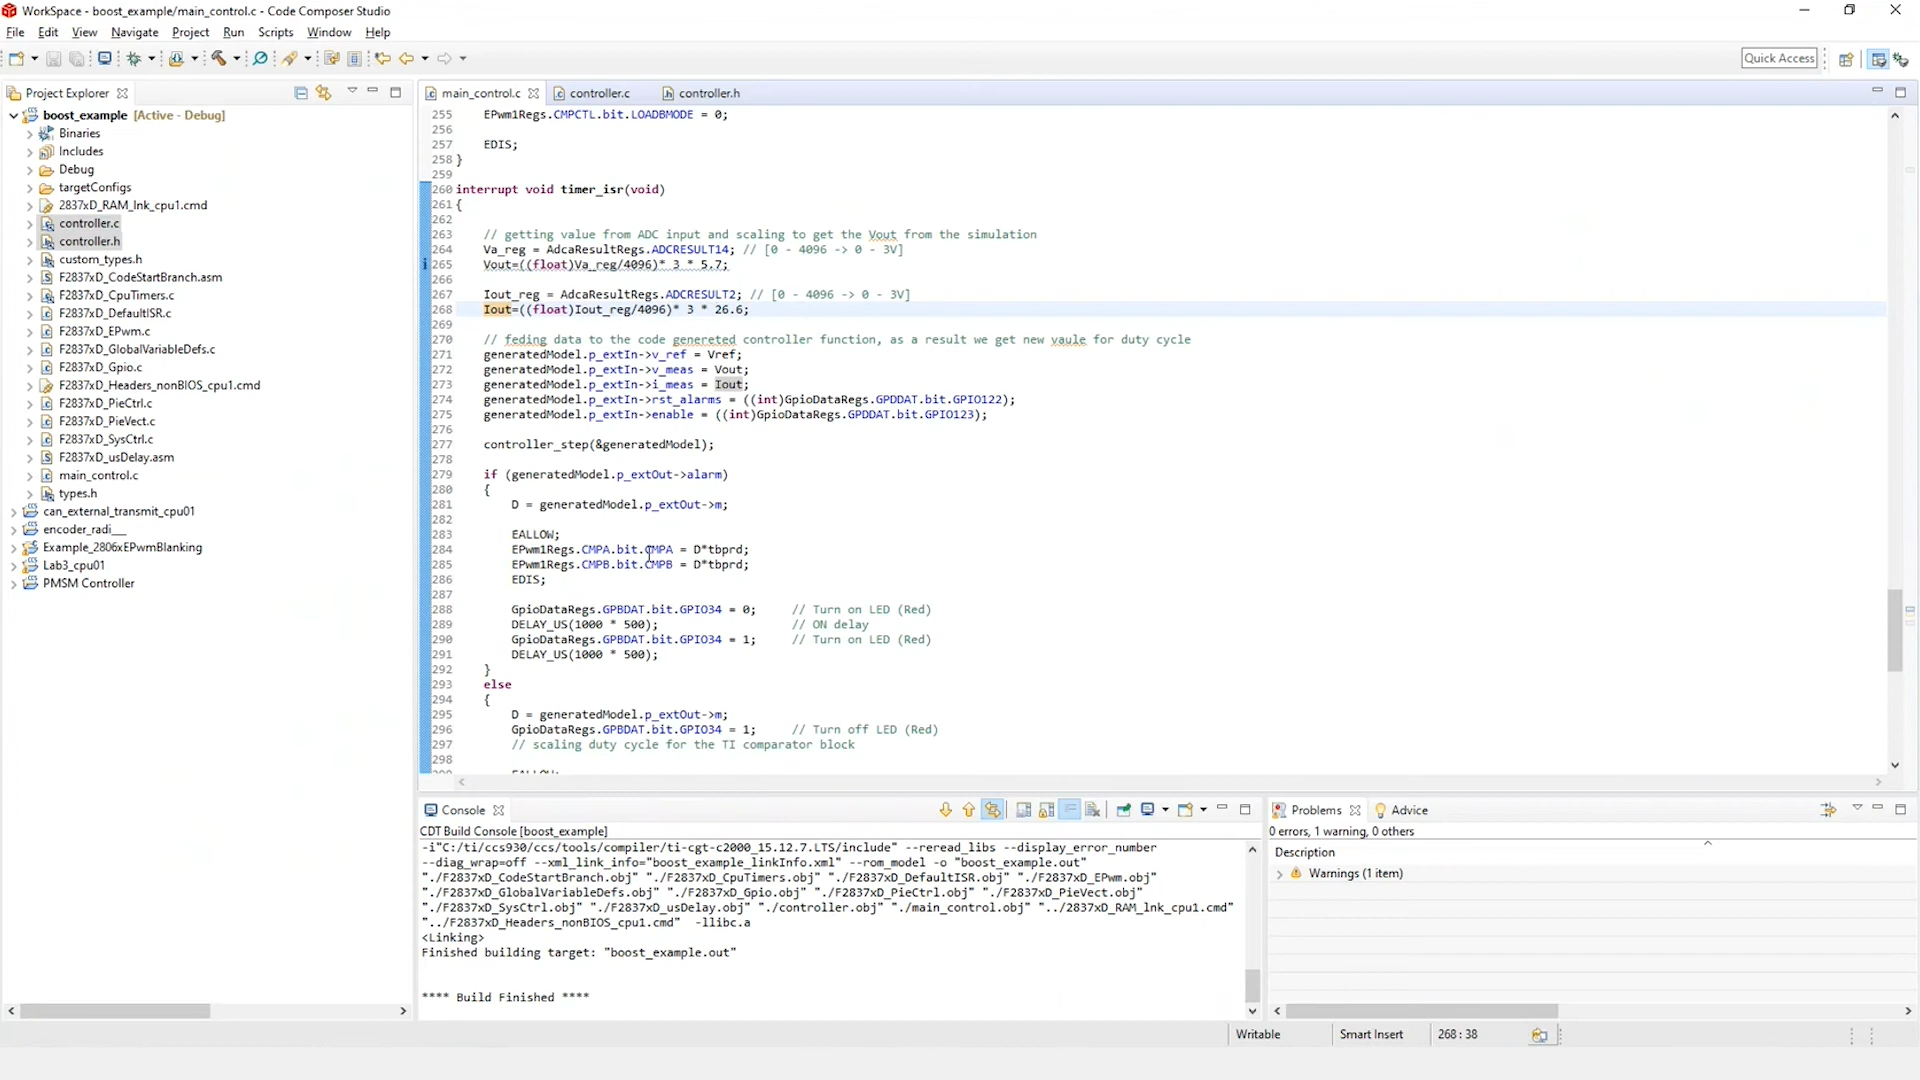 WorkSpace - boost_example/main_control.c - Code Composer Studio
File Edit View Navigate Project Run Scripts Window Help
Quick Access
Project Explorer
main_control.c controller.c controller.h
boost_example [Active - Debug]
Binaries
Includes
Debug
targetConfigs
2837xD_RAM_lnk_cpu1.cmd
controller.c
controller.h
custom_types.h
F2837xD_CodeStartBranch.asm
F2837xD_CpuTimers.c
F2837xD_DefaultISR.c
F2837xD_EPwm.c
F2837xD_GlobalVariableDefs.c
F2837xD_Gpio.c
F2837xD_Headers_nonBIOS_cpu1.cmd
F2837xD_PieCtrl.c
F2837xD_PieVect.c
F2837xD_SysCtrl.c
F2837xD_usDelay.asm
main_control.c
types.h
can_external_transmit_cpu01
encoder_radi__
Example_2806xEPwmBlanking
Lab3_cpu01
PMSM Controller
255 EPwm1Regs.CMPCTL.bit.LOADBMODE = 0;
256
257 EDIS;
258 }
259
260 interrupt void timer_isr(void)
261 {
262
263 // getting value from ADC input and scaling to get the Vout from the simulation
264 Va_reg = AdcaResultRegs.ADCRESULT14; // [0 - 4096 -> 0 - 3V]
265 Vout=((float)Va_reg/4096)* 3 * 5.7;
266
267 Iout_reg = AdcaResultRegs.ADCRESULT2; // [0 - 4096 -> 0 - 3V]
268 Iout=((float)Iout_reg/4096)* 3 * 26.6;
269
270 // feding data to the code genereted controller function, as a result we get new vaule for duty cycle
271 generatedModel.p_extIn->v_ref = Vref;
272 generatedModel.p_extIn->v_meas = Vout;
273 generatedModel.p_extIn->i_meas = Iout;
274 generatedModel.p_extIn->rst_alarms = ((int)GpioDataRegs.GPDDAT.bit.GPIO122);
275 generatedModel.p_extIn->enable = ((int)GpioDataRegs.GPDDAT.bit.GPIO123);
276
277 controller_step(&generatedModel);
278
279 if (generatedModel.p_extOut->alarm)
280 {
281 D = generatedModel.p_extOut->m;
282
283 EALLOW;
284 EPwm1Regs.CMPA.bit.CMPA = D*tbprd;
285 EPwm1Regs.CMPB.bit.CMPB = D*tbprd;
286 EDIS;
287
288 GpioDataRegs.GPBDAT.bit.GPIO34 = 0; // Turn on LED (Red)
289 DELAY_US(1000 * 500); // ON delay
290 GpioDataRegs.GPBDAT.bit.GPIO34 = 1; // Turn on LED (Red)
291 DELAY_US(1000 * 500);
292 }
293 else
294 {
295 D = generatedModel.p_extOut->m;
296 GpioDataRegs.GPBDAT.bit.GPIO34 = 1; // Turn off LED (Red)
297 // scaling duty cycle for the TI comparator block
298
Console
CDT Build Console [boost_example]
-i"C:/ti/ccs930/ccs/tools/compiler/ti-cgt-c2000_15.12.7.LTS/include" --reread_libs --display_error_number
--diag_wrap=off --xml_link_info="boost_example_linkInfo.xml" --rom_model -o "boost_example.out"
"./F2837xD_CodeStartBranch.obj" "./F2837xD_CpuTimers.obj" "./F2837xD_DefaultISR.obj" "./F2837xD_EPwm.obj"
"./F2837xD_GlobalVariableDefs.obj" "./F2837xD_Gpio.obj" "./F2837xD_PieCtrl.obj" "./F2837xD_PieVect.obj"
"./F2837xD_SysCtrl.obj" "./F2837xD_usDelay.obj" "./controller.obj" "./main_control.obj" "../2837xD_RAM_lnk_cpu1.cmd"
"../F2837xD_Headers_nonBIOS_cpu1.cmd" -llibc.a
<Linking>
Finished building target: "boost_example.out"
**** Build Finished ****
Problems Advice
0 errors, 1 warning, 0 others
Description
Warnings (1 item)
Writable Smart Insert 268 : 38